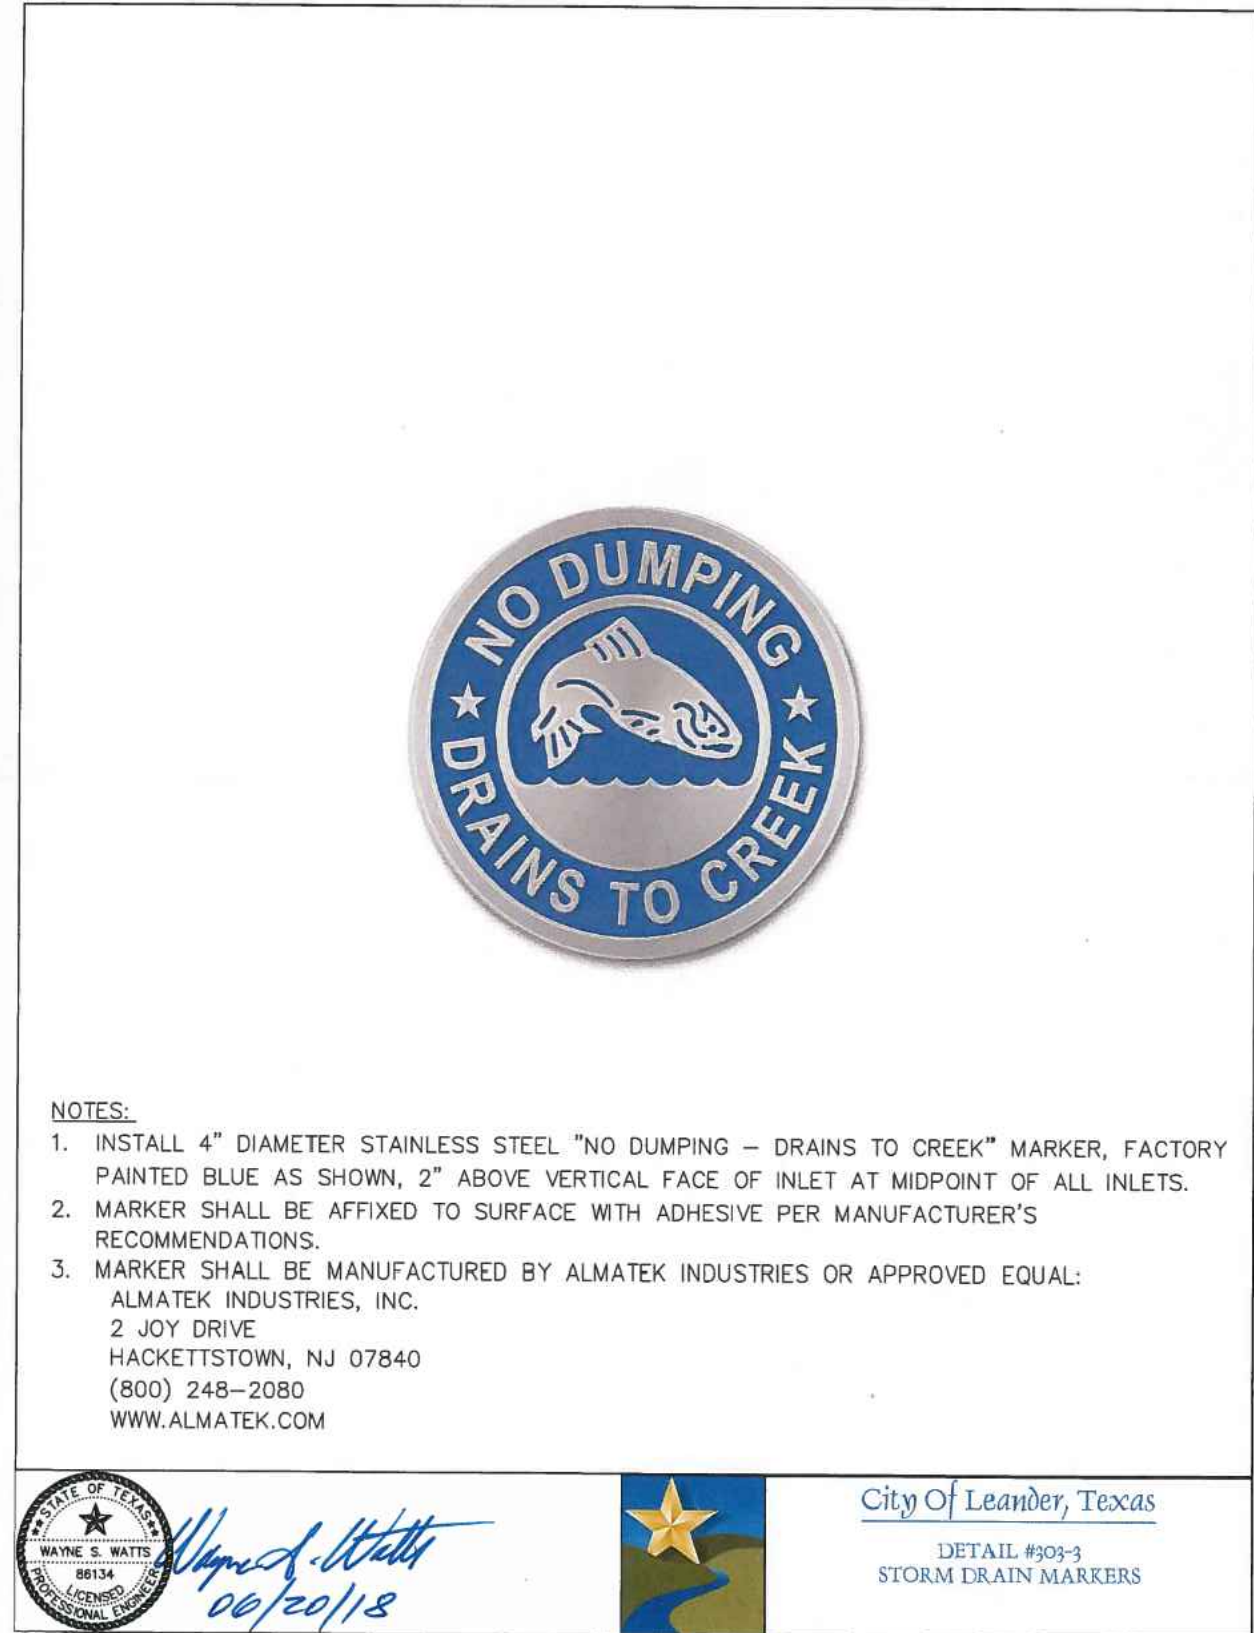 NO DUMPING
DRAINS TO CREEK
NOTES:
1. INSTALL 4" DIAMETER STAINLESS STEEL "NO DUMPING – DRAINS TO CREEK" MARKER, FACTORY
PAINTED BLUE AS SHOWN, 2" ABOVE VERTICAL FACE OF INLET AT MIDPOINT OF ALL INLETS.
2. MARKER SHALL BE AFFIXED TO SURFACE WITH ADHESIVE PER MANUFACTURER'S
RECOMMENDATIONS.
3. MARKER SHALL BE MANUFACTURED BY ALMATEK INDUSTRIES OR APPROVED EQUAL:
ALMATEK INDUSTRIES, INC.
2 JOY DRIVE
HACKETTSTOWN, NJ 07840
(800) 248–2080
WWW.ALMATEK.COM
STATE OF TEXAS
WAYNE S. WATTS
86134
LICENSED
PROFESSIONAL ENGINEER
Wayne S. Watts
06/20/18
City Of Leander, Texas
DETAIL #303-3
STORM DRAIN MARKERS